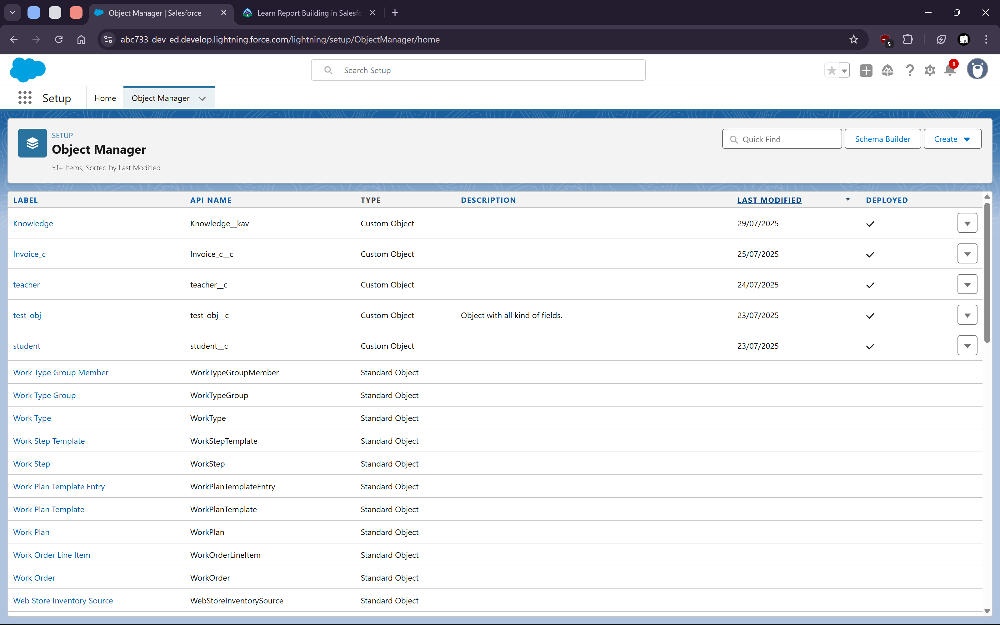 Object Manager | Salesforce
Learn Report Building in Salesfo
abc733-dev-ed.develop.lightning.force.com/lightning/setup/ObjectManager/home
5
Search Setup
1
Setup
Home
Object Manager
SETUP
Object Manager
51+ Items, Sorted by Last Modified
Quick Find
Schema Builder
Create
LABEL API NAME TYPE DESCRIPTION LAST MODIFIED DEPLOYED
Knowledge Knowledge__kav Custom Object 29/07/2025
Invoice_c Invoice_c__c Custom Object 25/07/2025
teacher teacher__c Custom Object 24/07/2025
test_obj test_obj__c Custom Object Object with all kind of fields. 23/07/2025
student student__c Custom Object 23/07/2025
Work Type Group Member WorkTypeGroupMember Standard Object
Work Type Group WorkTypeGroup Standard Object
Work Type WorkType Standard Object
Work Step Template WorkStepTemplate Standard Object
Work Step WorkStep Standard Object
Work Plan Template Entry WorkPlanTemplateEntry Standard Object
Work Plan Template WorkPlanTemplate Standard Object
Work Plan WorkPlan Standard Object
Work Order Line Item WorkOrderLineItem Standard Object
Work Order WorkOrder Standard Object
Web Store Inventory Source WebStoreInventorySource Standard Object